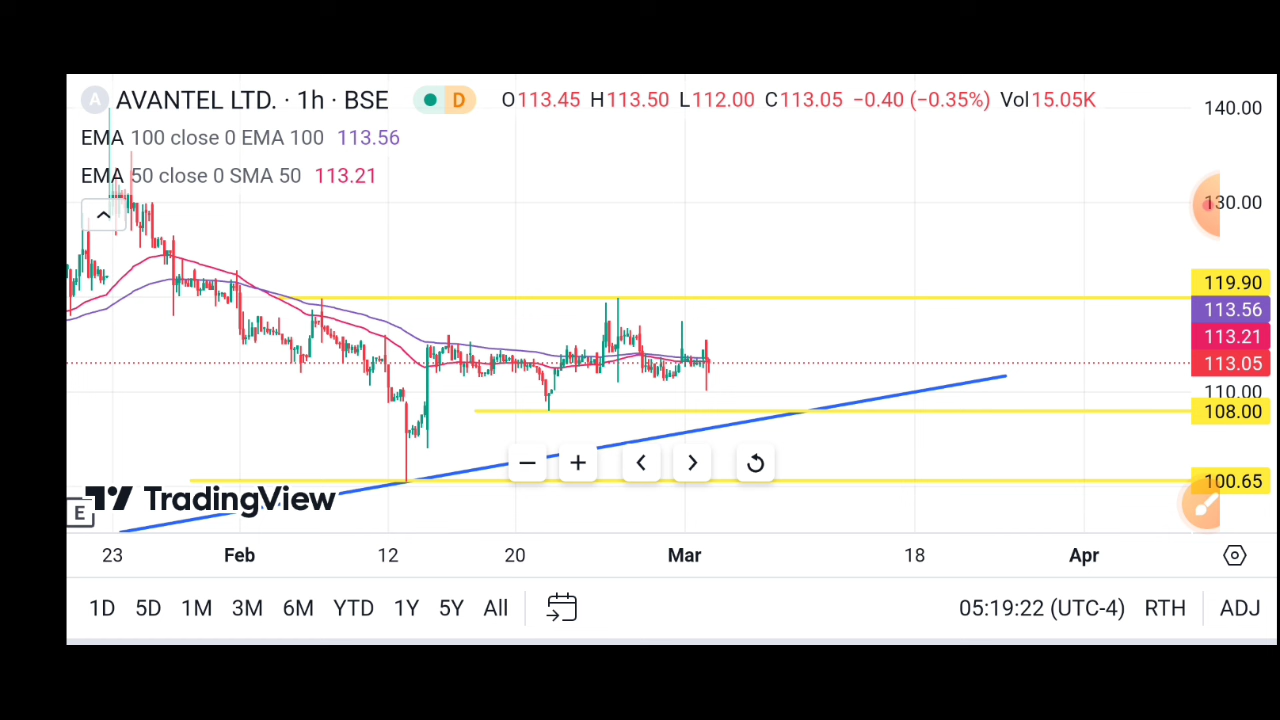 A AVANTEL LTD. · 1h · BSE D O113.45 H113.50 L112.00 C113.05 −0.40 (−0.35%) Vol15.05K
140.00
EMA 100 close 0 EMA 100 113.56
EMA 50 close 0 SMA 50 113.21
130.00
119.90
113.56
113.21
113.05
110.00
108.00
100.65
TradingView
E
23 Feb 12 20 Mar 18 Apr
1D 5D 1M 3M 6M YTD 1Y 5Y All 05:19:22 (UTC-4) RTH ADJ